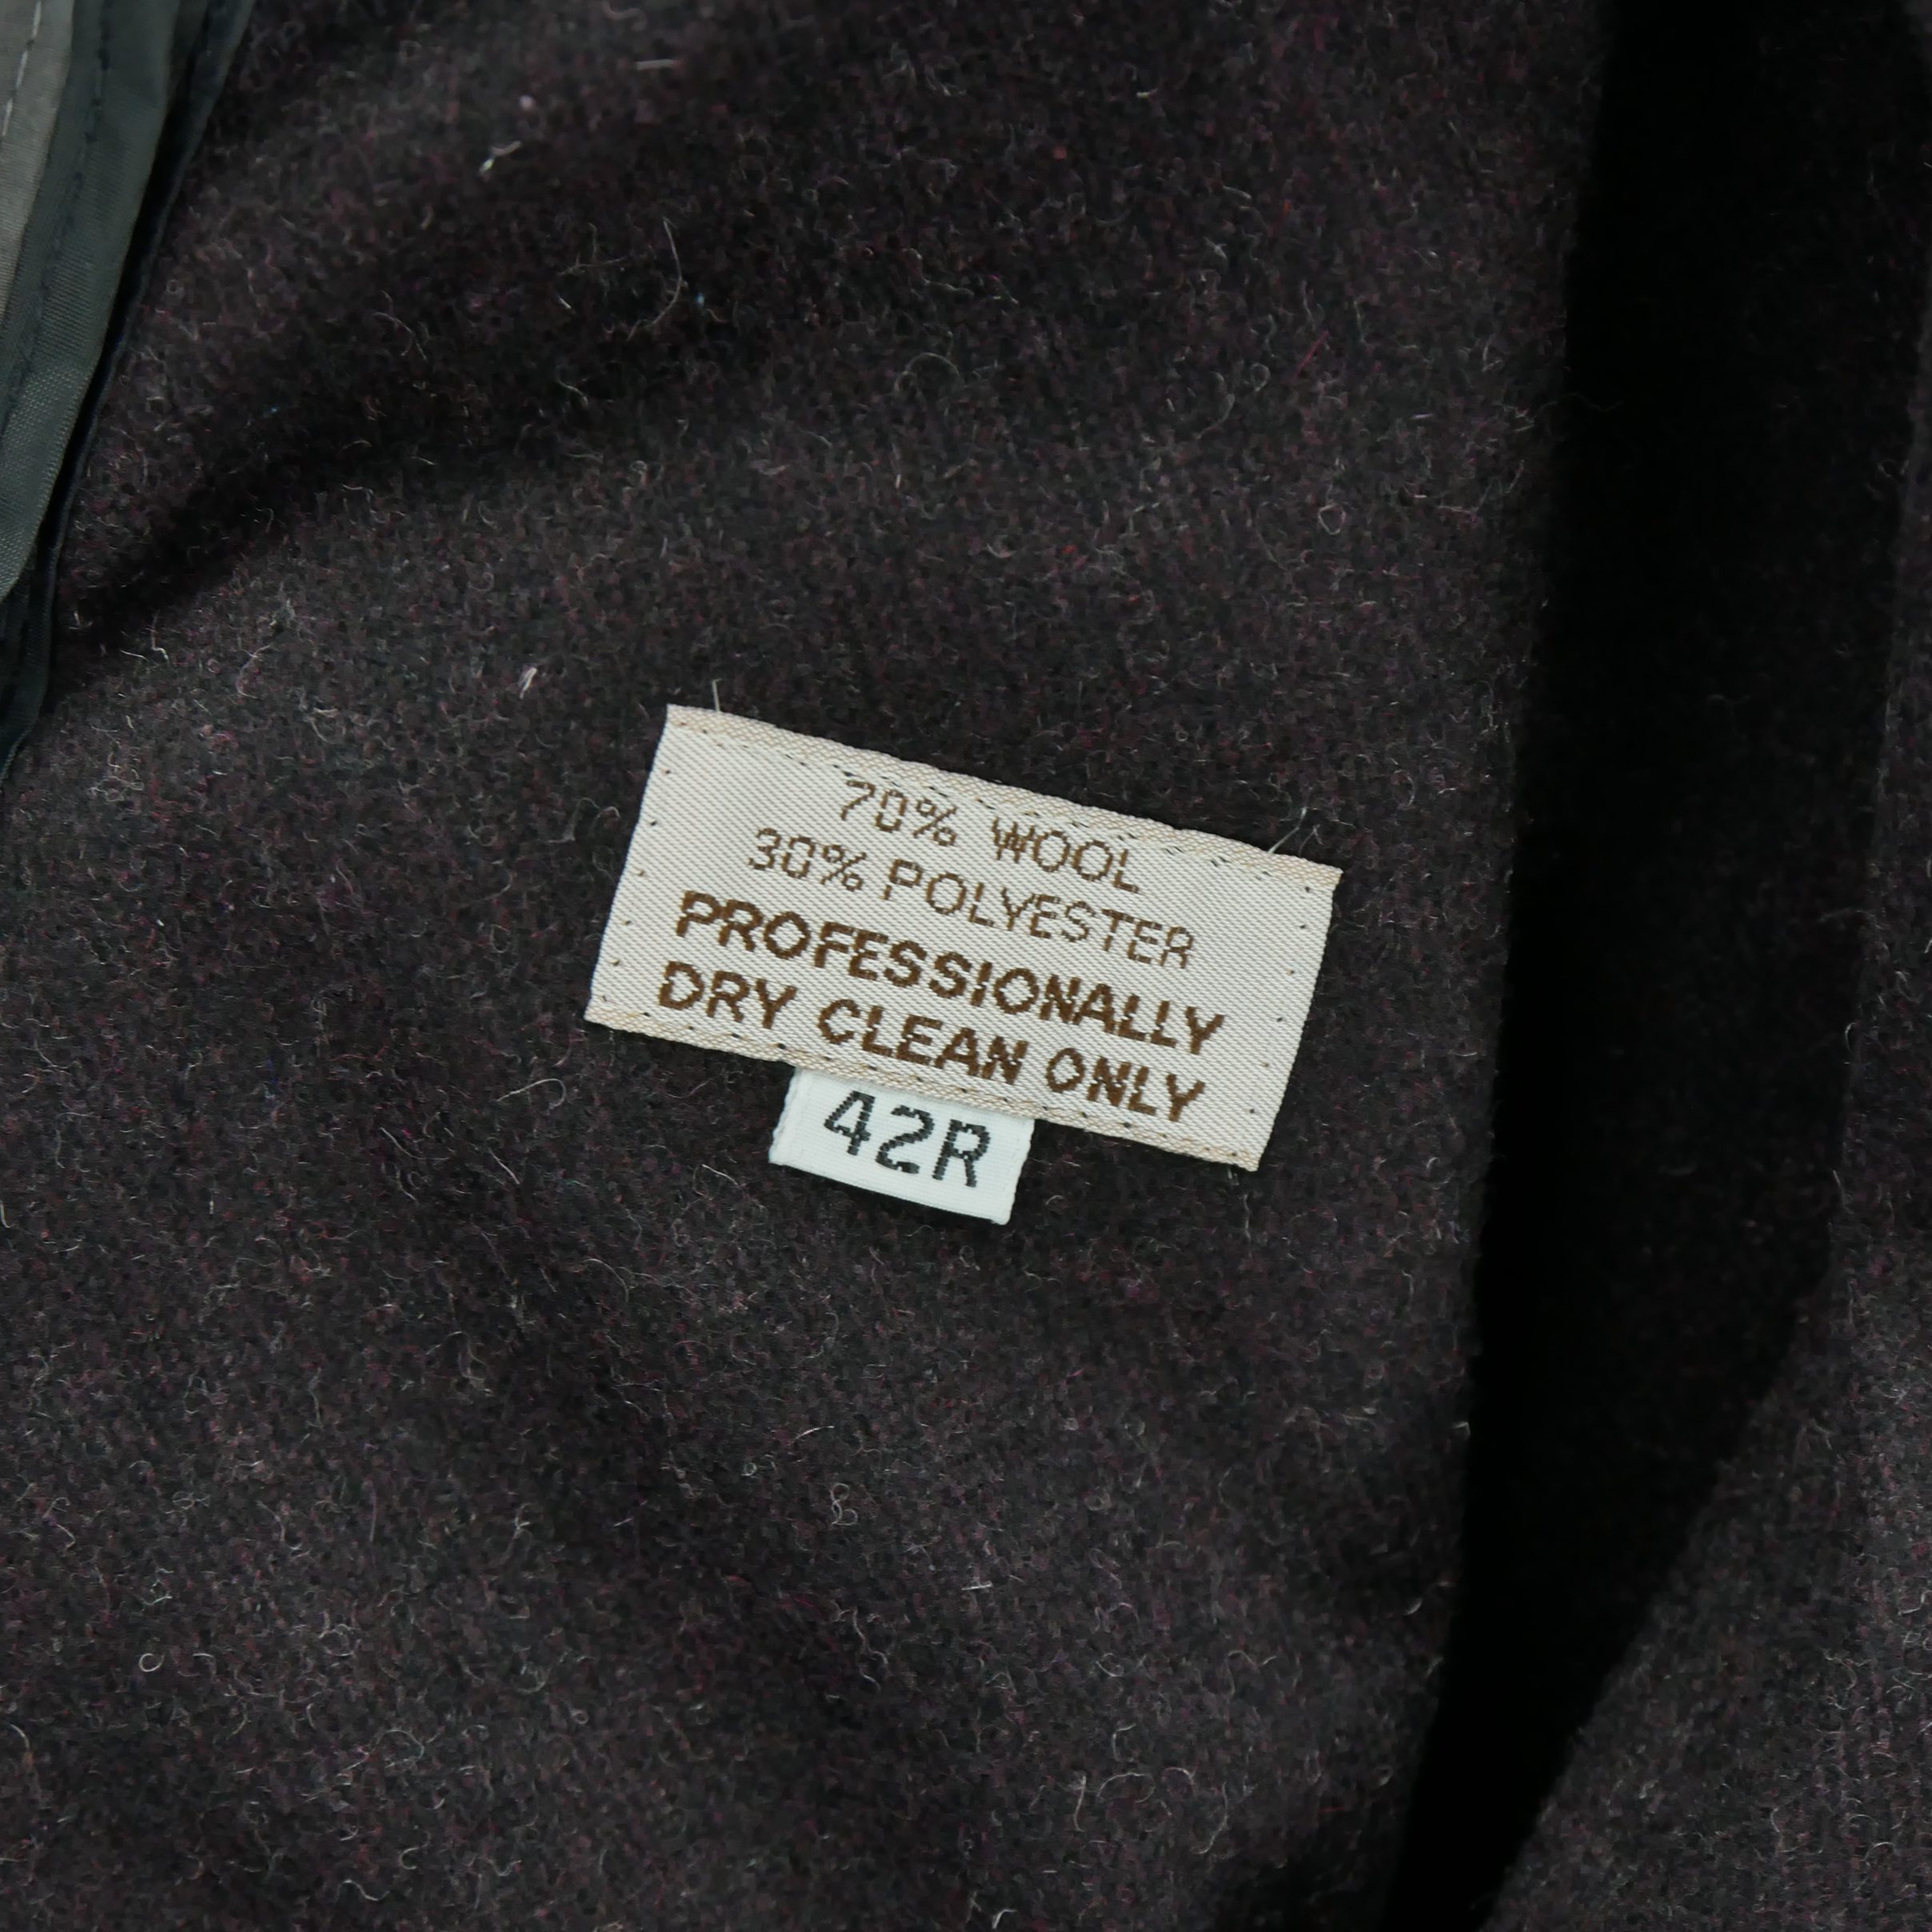 70% WOOL
30% POLYESTER
PROFESSIONALLY
DRY CLEAN ONLY
42R